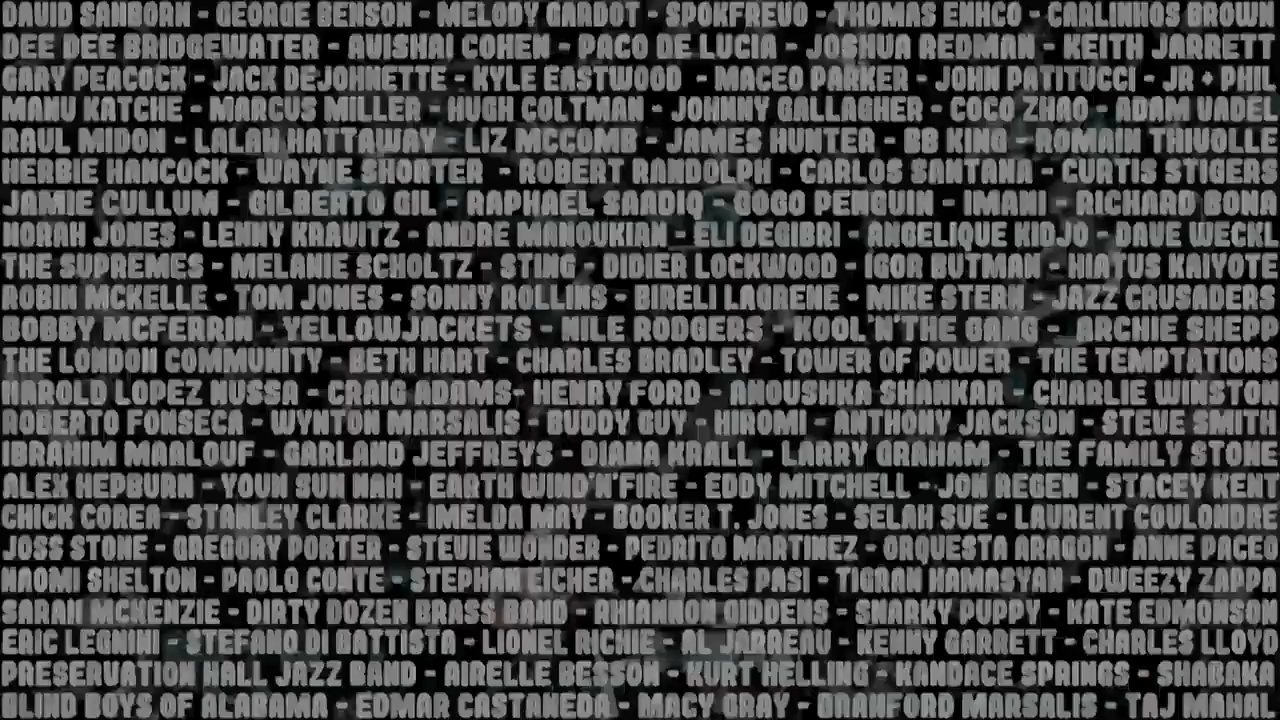 DAVID SANBORN - GEORGE BENSON - MELODY GARDOT - SPOKFREVO - THOMAS ENHCO - CARLINHOS BROWN
DEE DEE BRIDGEWATER - AVISHAI COHEN - PACO DE LUCIA - JOSHUA REDMAN - KEITH JARRETT
GARY PEACOCK - JACK DEJOHNETTE - KYLE EASTWOOD - MACEO PARKER - JOHN PATITUCCI - JR + PHIL
MANU KATCHE - MARCUS MILLER - HUGH COLTMAN - JOHNNY GALLAGHER - COCO ZHAO - ADAM VADEL
RAUL MIDON - LALAH HATTAWAY - LIZ MCCOMB - JAMES HUNTER - BB KING - ROMAIN THIVOLLE
HERBIE HANCOCK - WAYNE SHORTER - ROBERT RANDOLPH - CARLOS SANTANA - CURTIS STIGERS
JAMIE CULLUM - GILBERTO GIL - RAPHAEL SAADIQ - GOGO PENGUIN - IMANI - RICHARD BONA
NORAH JONES - LENNY KRAVITZ - ANDRE MANOUKIAN - ELI DEGIBRI - ANGELIQUE KIDJO - DAVE WECKL
THE SUPREMES - MELANIE SCHOLTZ - STING - DIDIER LOCKWOOD - IGOR BUTMAN - HIATUS KAIYOTE
ROBIN MCKELLE - TOM JONES - SONNY ROLLINS - BIRELI LAGRENE - MIKE STERN - JAZZ CRUSADERS
BOBBY MCFERRIN - YELLOWJACKETS - NILE RODGERS - KOOL'N'THE GANG - ARCHIE SHEPP
THE LONDON COMMUNITY - BETH HART - CHARLES BRADLEY - TOWER OF POWER - THE TEMPTATIONS
HAROLD LOPEZ NUSSA - CRAIG ADAMS- HENRY FORD - ANOUSHKA SHANKAR - CHARLIE WINSTON
ROBERTO FONSECA - WYNTON MARSALIS - BUDDY GUY - HIROMI - ANTHONY JACKSON - STEVE SMITH
IBRAHIM MAALOUF - GARLAND JEFFREYS - DIANA KRALL - LARRY GRAHAM - THE FAMILY STONE
ALEX HEPBURN - YOUN SUN NAH - EARTH WIND'N'FIRE - EDDY MITCHELL - JON REGEN - STACEY KENT
CHICK COREA - STANLEY CLARKE - IMELDA MAY - BOOKER T. JONES - SELAH SUE - LAURENT COULONDRE
JOSS STONE - GREGORY PORTER - STEVIE WONDER - PEDRITO MARTINEZ - ORQUESTA ARAGON - ANNE PACEO
NAOMI SHELTON - PAOLO CONTE - STEPHAN EICHER - CHARLES PASI - TIGRAN HAMASYAN - DWEEZY ZAPPA
SARAH MCKENZIE - DIRTY DOZEN BRASS BAND - RHIANNON GIDDENS - SNARKY PUPPY - KATE EDMONSON
ERIC LEGNINI - STEFANO DI BATTISTA - LIONEL RICHIE - AL JARREAU - KENNY GARRETT - CHARLES LLOYD
PRESERVATION HALL JAZZ BAND - AIRELLE BESSON - KURT HELLING - KANDACE SPRINGS - SHABAKA
BLIND BOYS OF ALABAMA - EDMAR CASTANEDA - MACY GRAY - BRANFORD MARSALIS - TAJ MAHAL